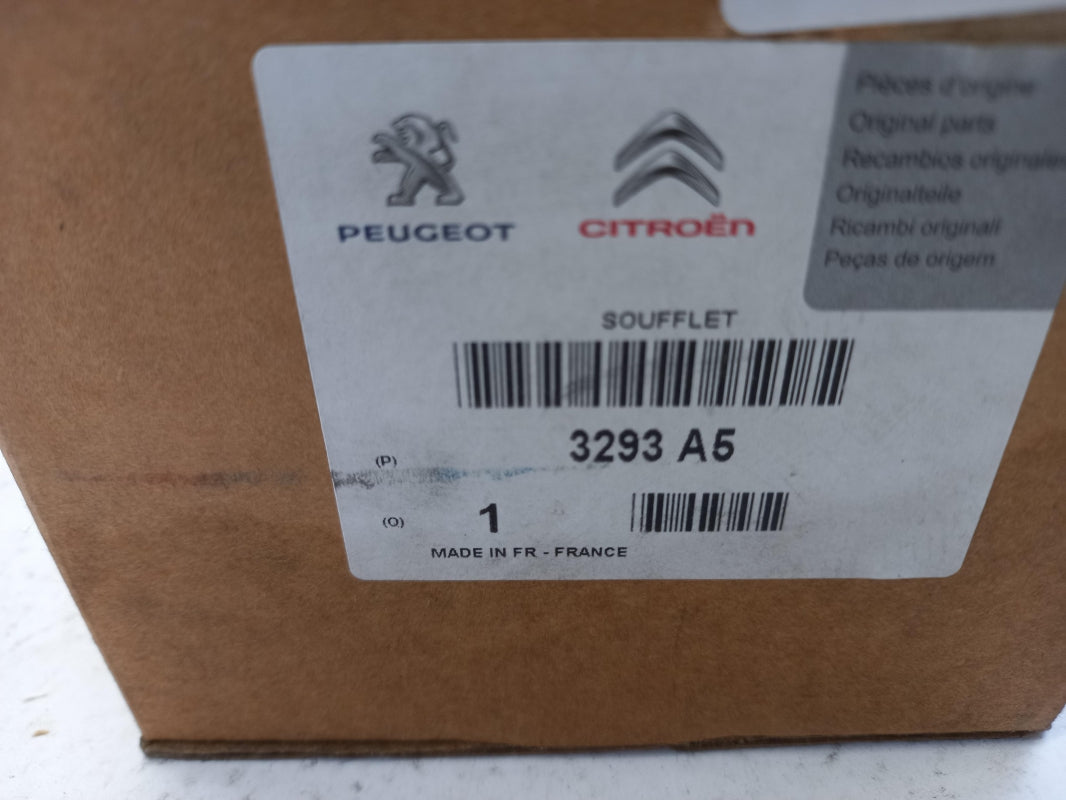 PEUGEOT
CITROËN
Pièces d'origine
Original parts
Recambios originales
Originalteile
Ricambi originali
Peças de origem
SOUFFLET
(P)
3293 A5
(Q)
1
MADE IN FR - FRANCE